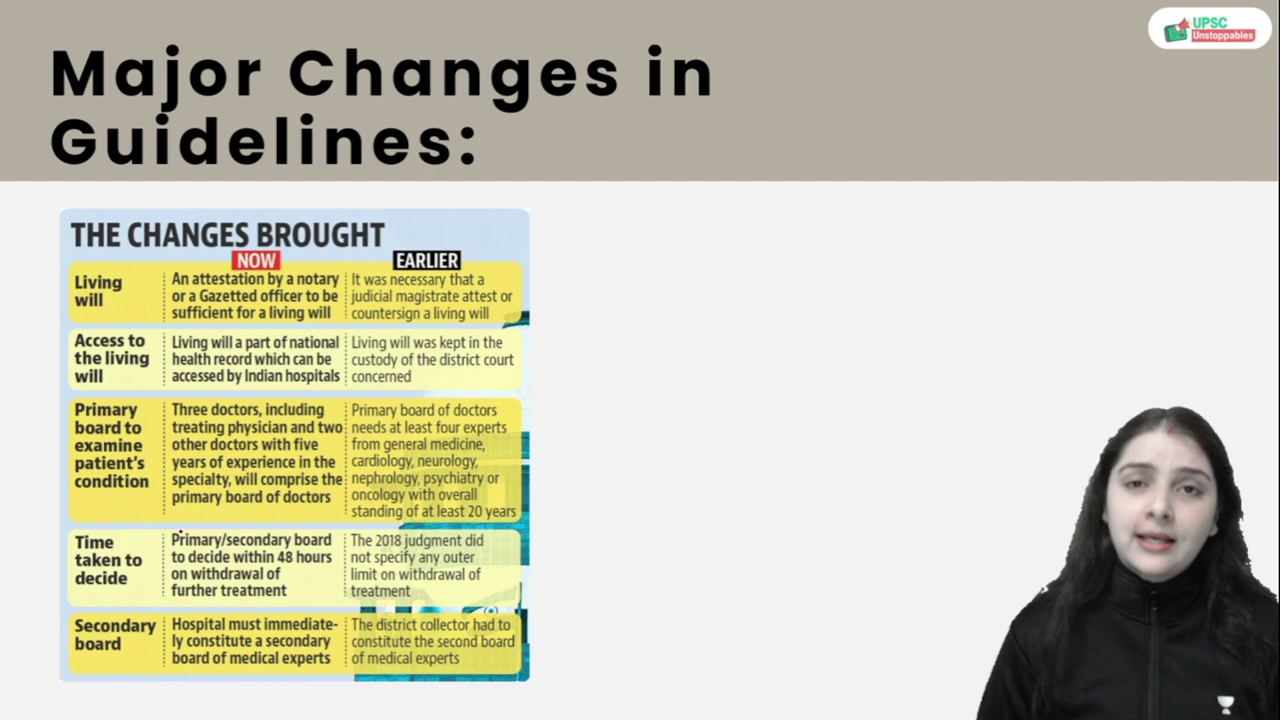 UPSC
Unstoppables
Major Changes in
Guidelines:
THE CHANGES BROUGHT
NOW
EARLIER
Living
will
An attestation by a notary
or a Gazetted officer to be
sufficient for a living will
It was necessary that a
judicial magistrate attest or
countersign a living will
Access to
the living
will
Living will a part of national
health record which can be
accessed by Indian hospitals
Living will was kept in the
custody of the district court
concerned
Primary
board to
examine
patient's
condition
Three doctors, including
treating physician and two
other doctors with five
years of experience in the
specialty, will comprise the
primary board of doctors
Primary board of doctors
needs at least four experts
from general medicine,
cardiology, neurology,
nephrology, psychiatry or
oncology with overall
standing of at least 20 years
Time
taken to
decide
Primary/secondary board
to decide within 48 hours
on withdrawal of
further treatment
The 2018 judgment did
not specify any outer
limit on withdrawal of
treatment
Secondary
board
Hospital must immediate-
ly constitute a secondary
board of medical experts
The district collector had to
constitute the second board
of medical experts